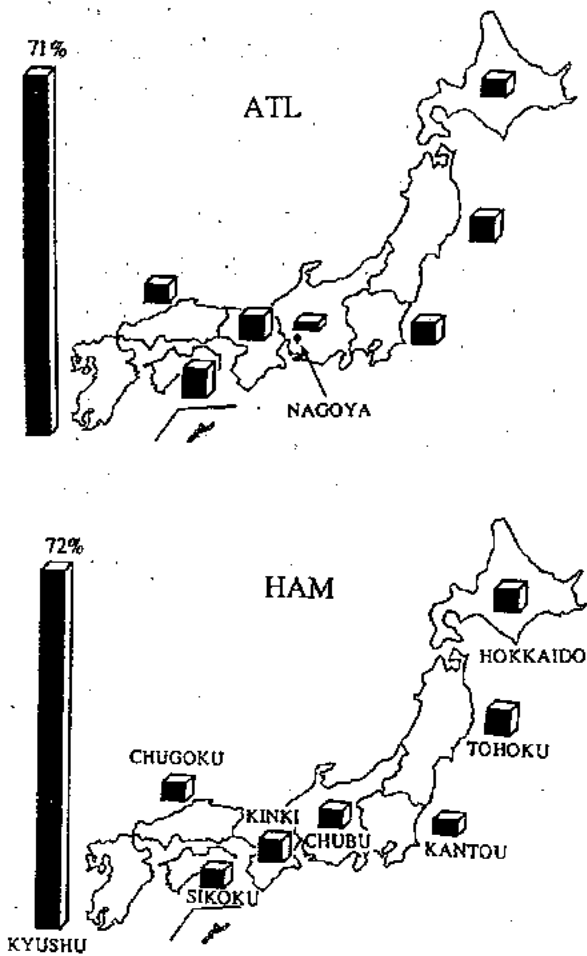 71%
ATL
NAGOYA
72%
HAM
HOKKAIDO
TOHOKU
CHUGOKU
KINKI
CHUBU
KANTOU
SIKOKU
KYUSHU